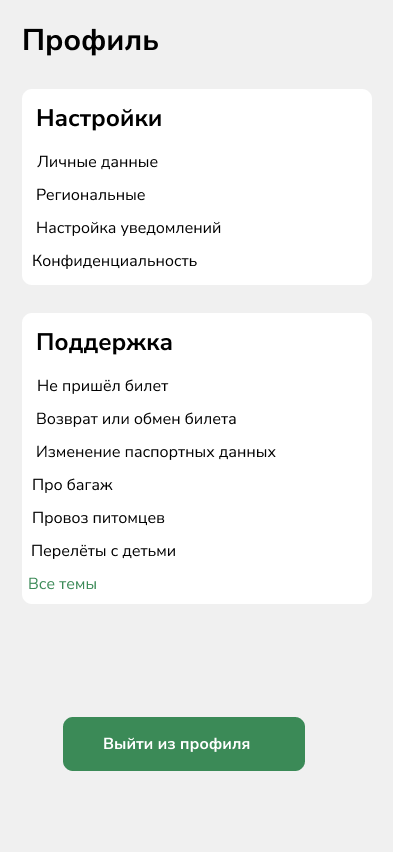 Профиль
Настройки
Личные данные
Региональные
Настройка уведомлений
Конфиденциальность
Поддержка
Не пришёл билет
Возврат или обмен билета
Изменение паспортных данных
Про багаж
Провоз питомцев
Перелёты с детьми
Все темы
Выйти из профиля